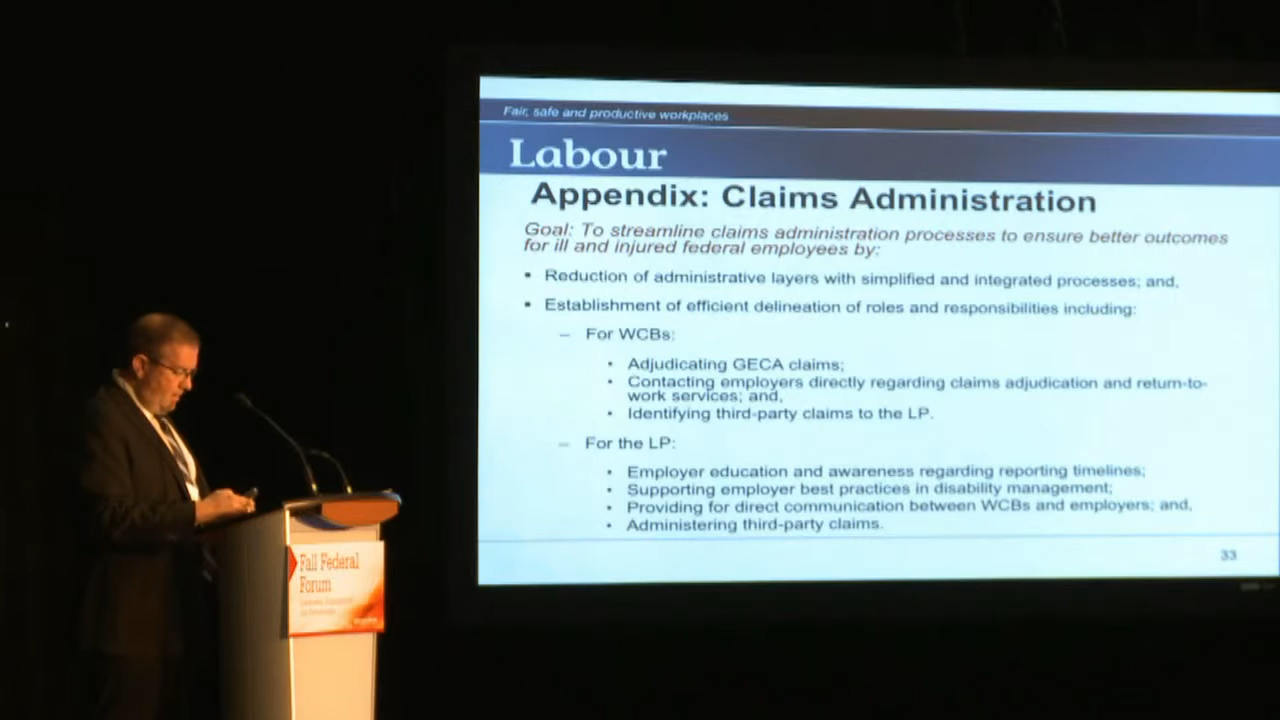 Fair, safe and productive workplaces
Labour
Appendix: Claims Administration
Goal: To streamline claims administration processes to ensure better outcomes
for ill and injured federal employees by:
▪ Reduction of administrative layers with simplified and integrated processes; and,
▪ Establishment of efficient delineation of roles and responsibilities including:
– For WCBs:
• Adjudicating GECA claims;
• Contacting employers directly regarding claims adjudication and return-to-
work services; and,
• Identifying third-party claims to the LP.
– For the LP:
• Employer education and awareness regarding reporting timelines;
• Supporting employer best practices in disability management;
• Providing for direct communication between WCBs and employers; and,
• Administering third-party claims.
33
Fall Federal
Forum